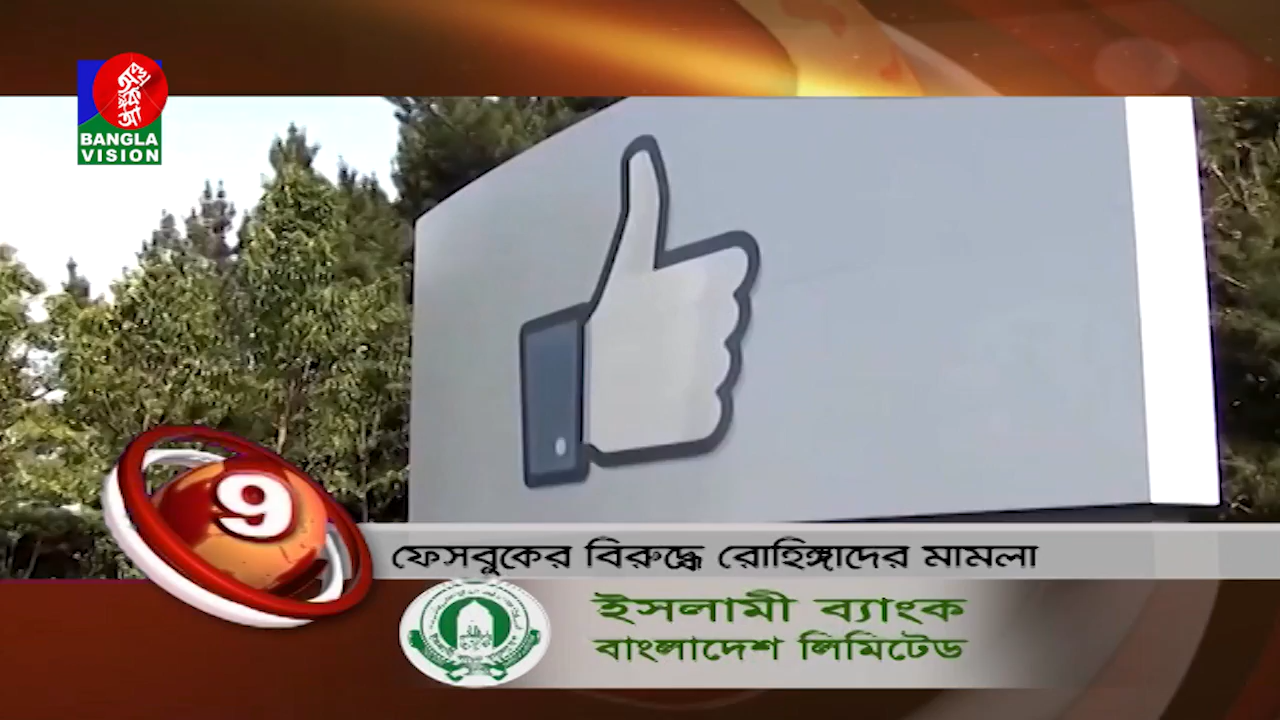 BANGLA
VISION
9
ফেসবুকের বিরুদ্ধে রোহিঙ্গাদের মামলা
ইসলামী ব্যাংক
বাংলাদেশ লিমিটেড